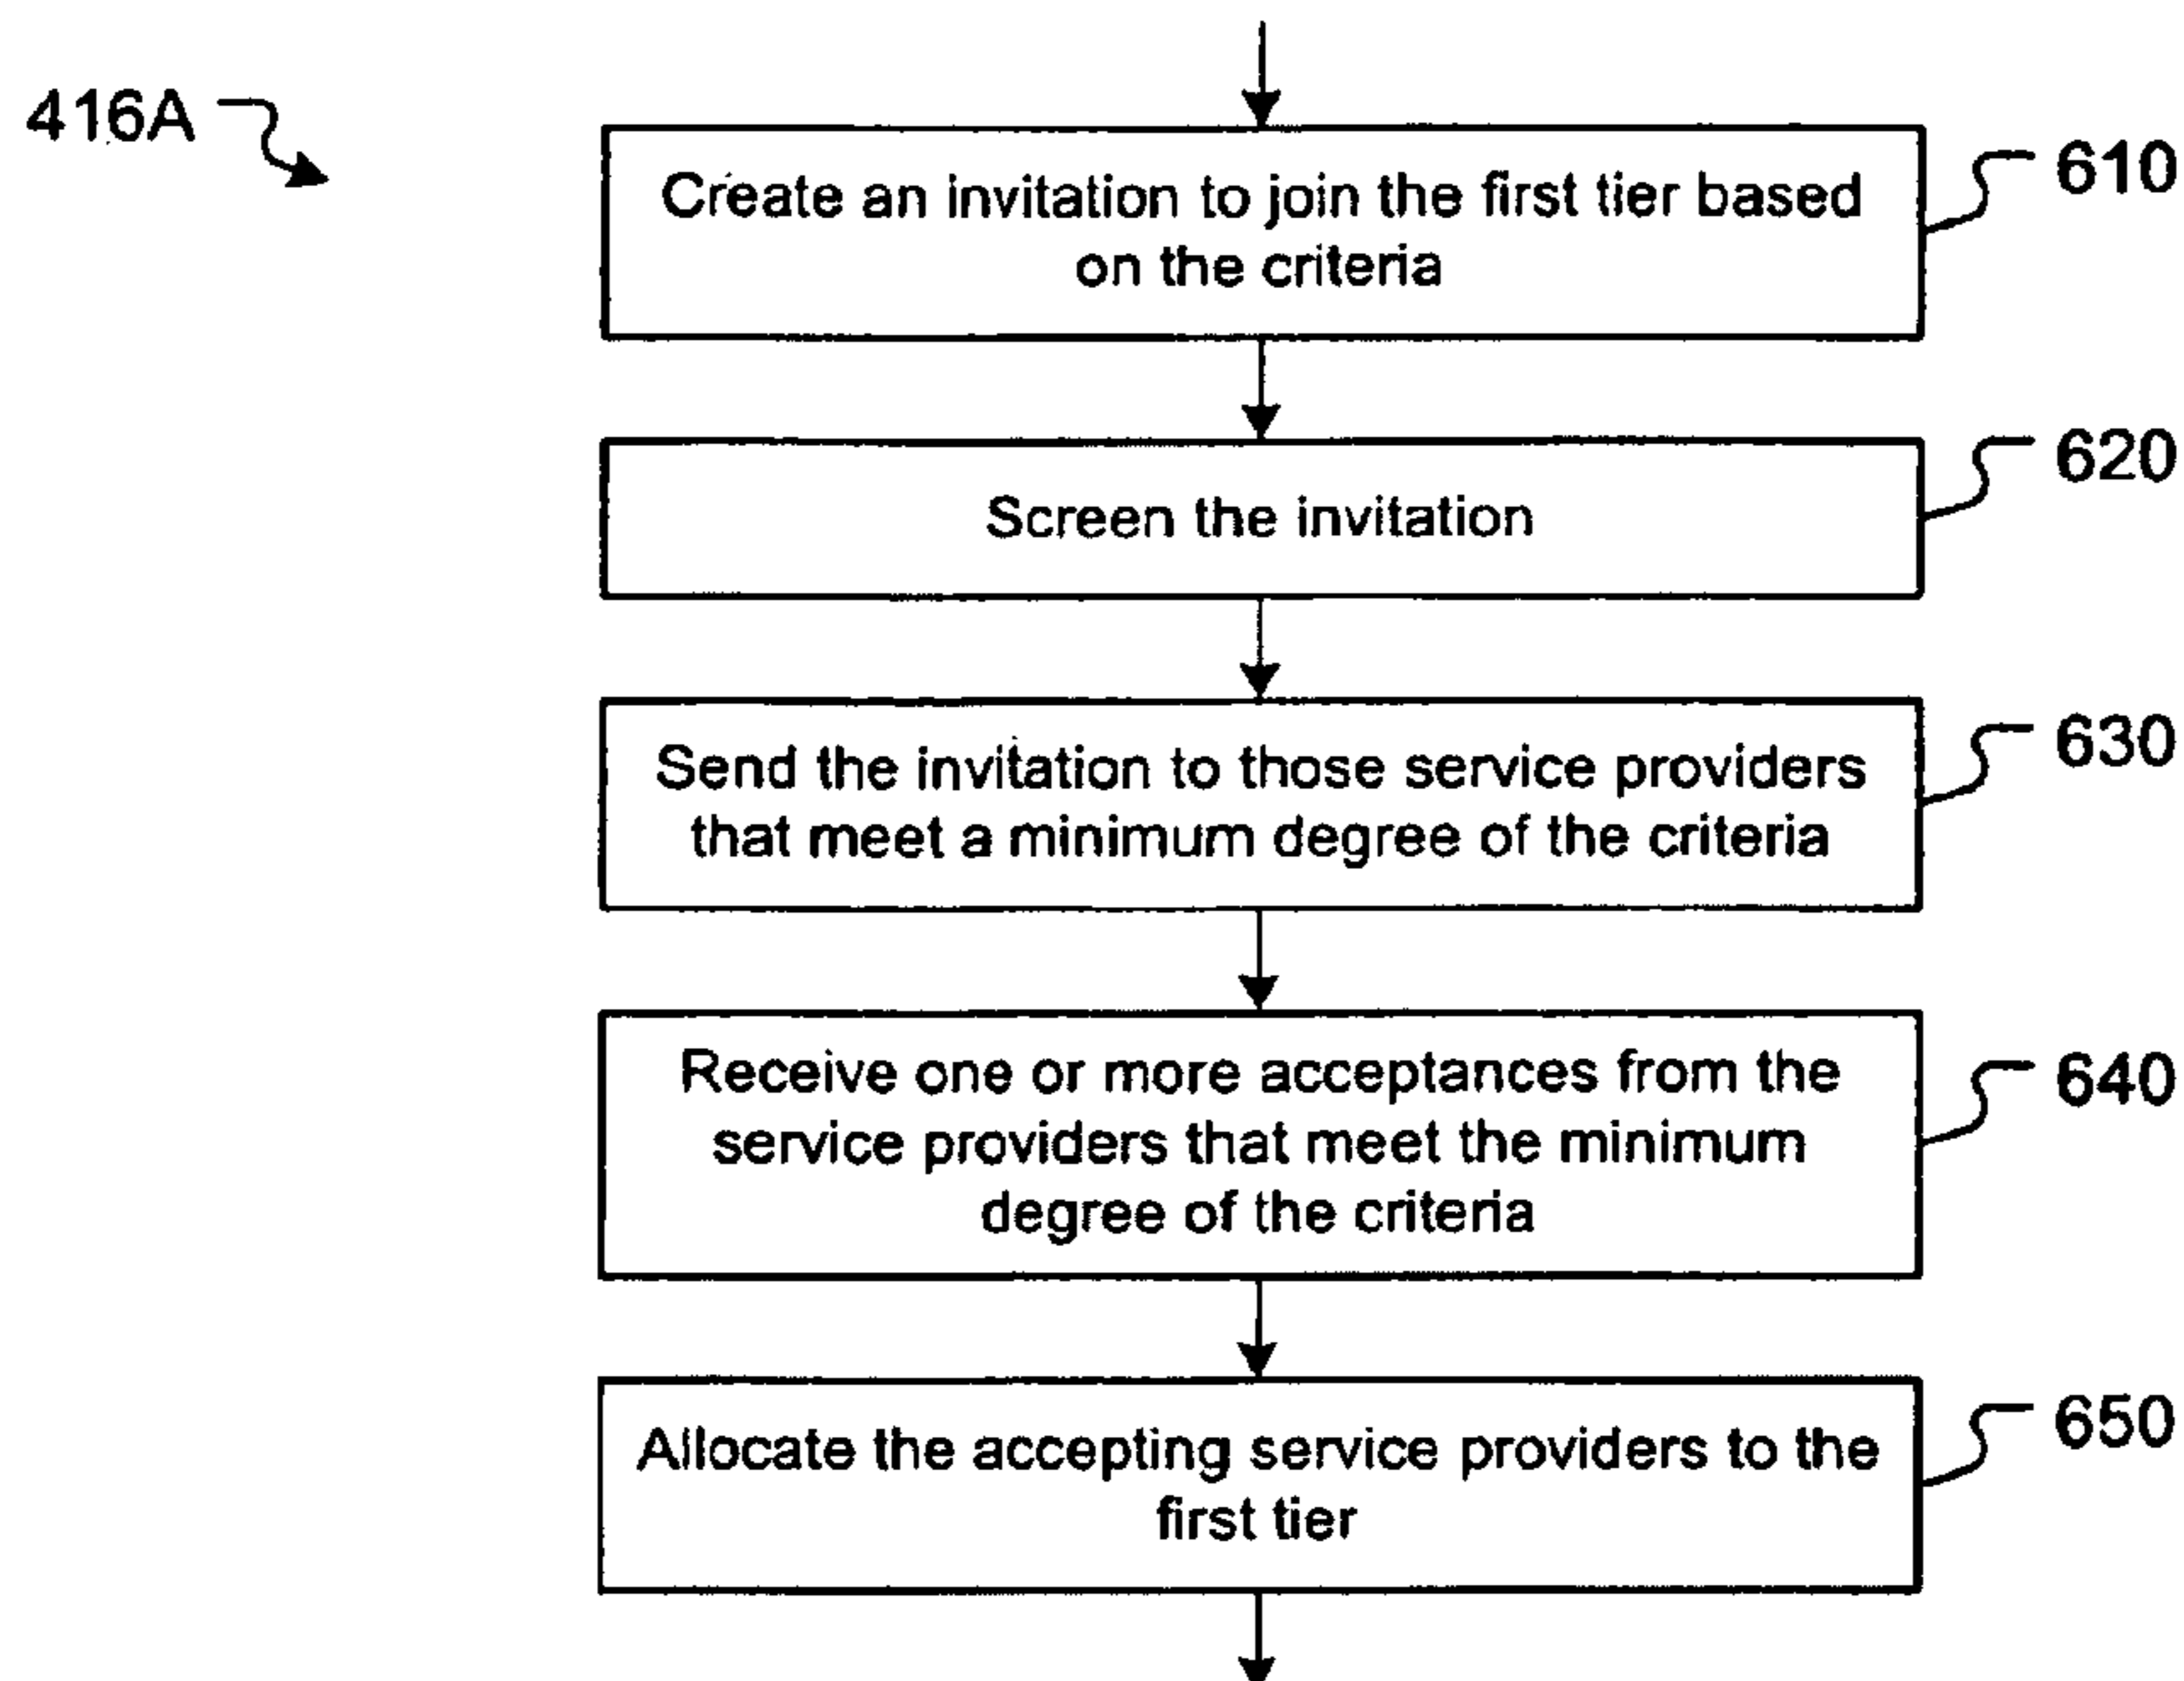 416A
Create an invitation to join the first tier based
on the criteria
610
Screen the invitation
620
Send the invitation to those service providers
that meet a minimum degree of the criteria
630
Receive one or more acceptances from the
service providers that meet the minimum
degree of the criteria
640
Allocate the accepting service providers to the
first tier
650